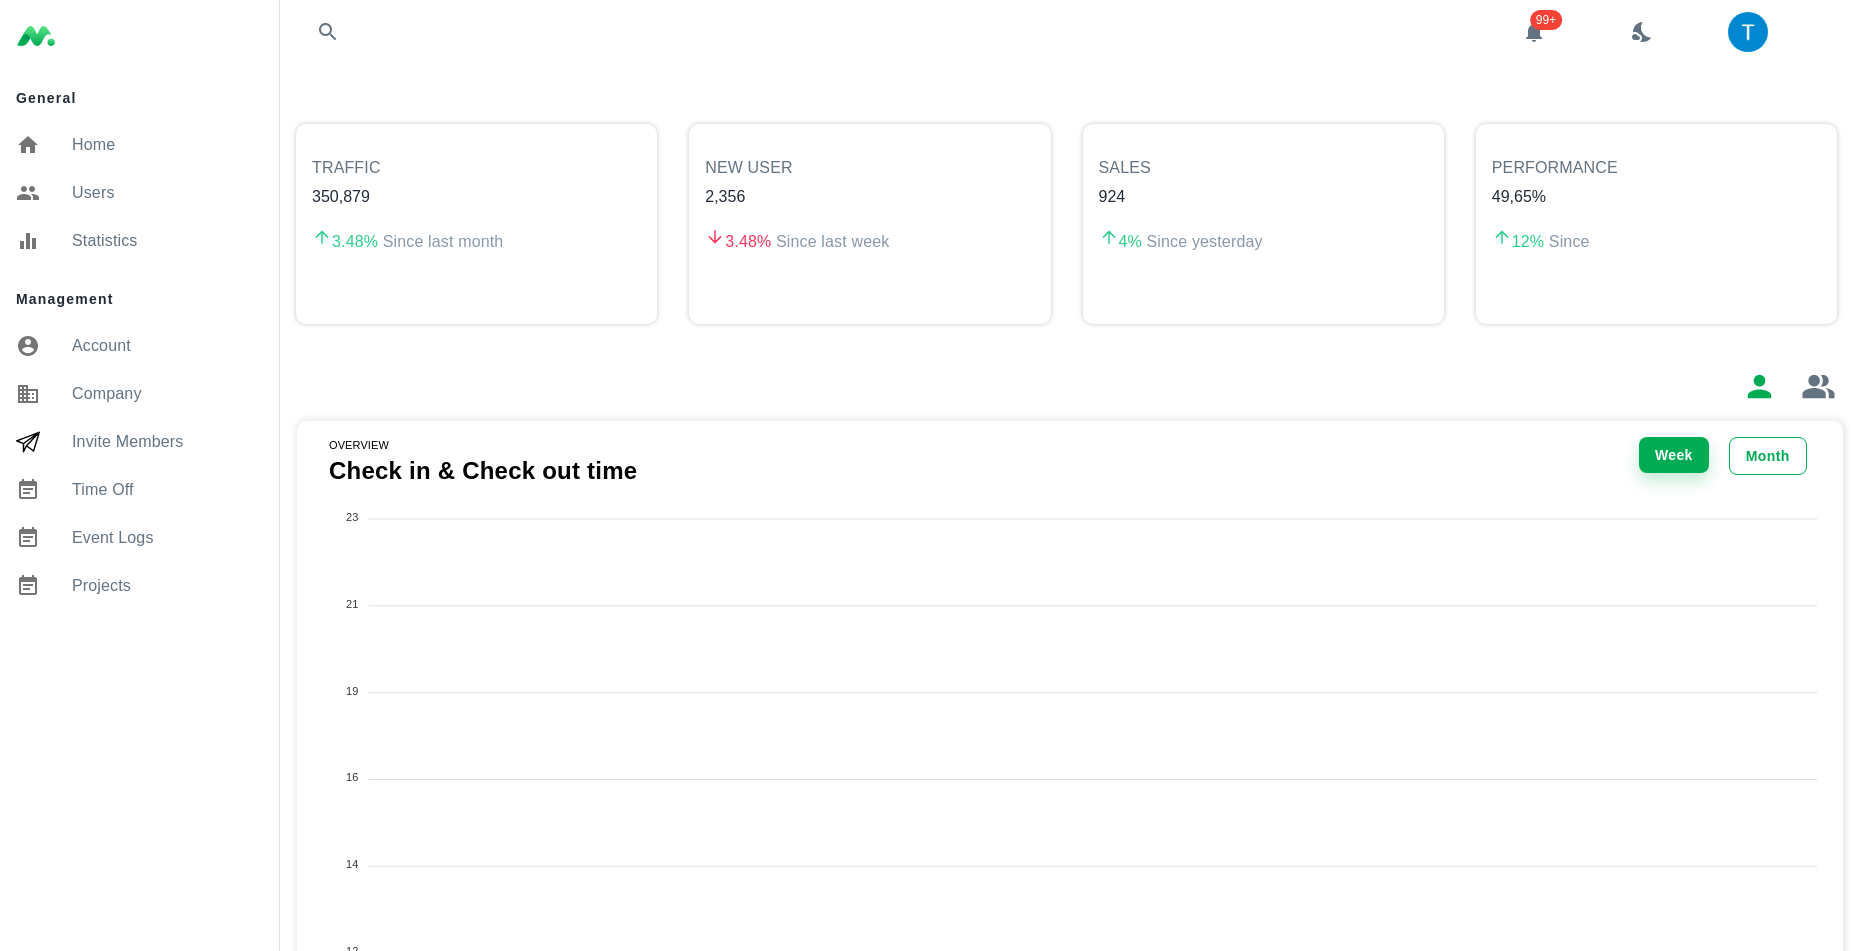 99+
T
General
Home
Users
Statistics
Management
Account
Company
Invite Members
Time Off
Event Logs
Projects
TRAFFIC
350,879
3.48% Since last month
NEW USER
2,356
3.48% Since last week
SALES
924
4% Since yesterday
PERFORMANCE
49,65%
12% Since
OVERVIEW
Check in & Check out time
Week
Month
23
21
19
16
14